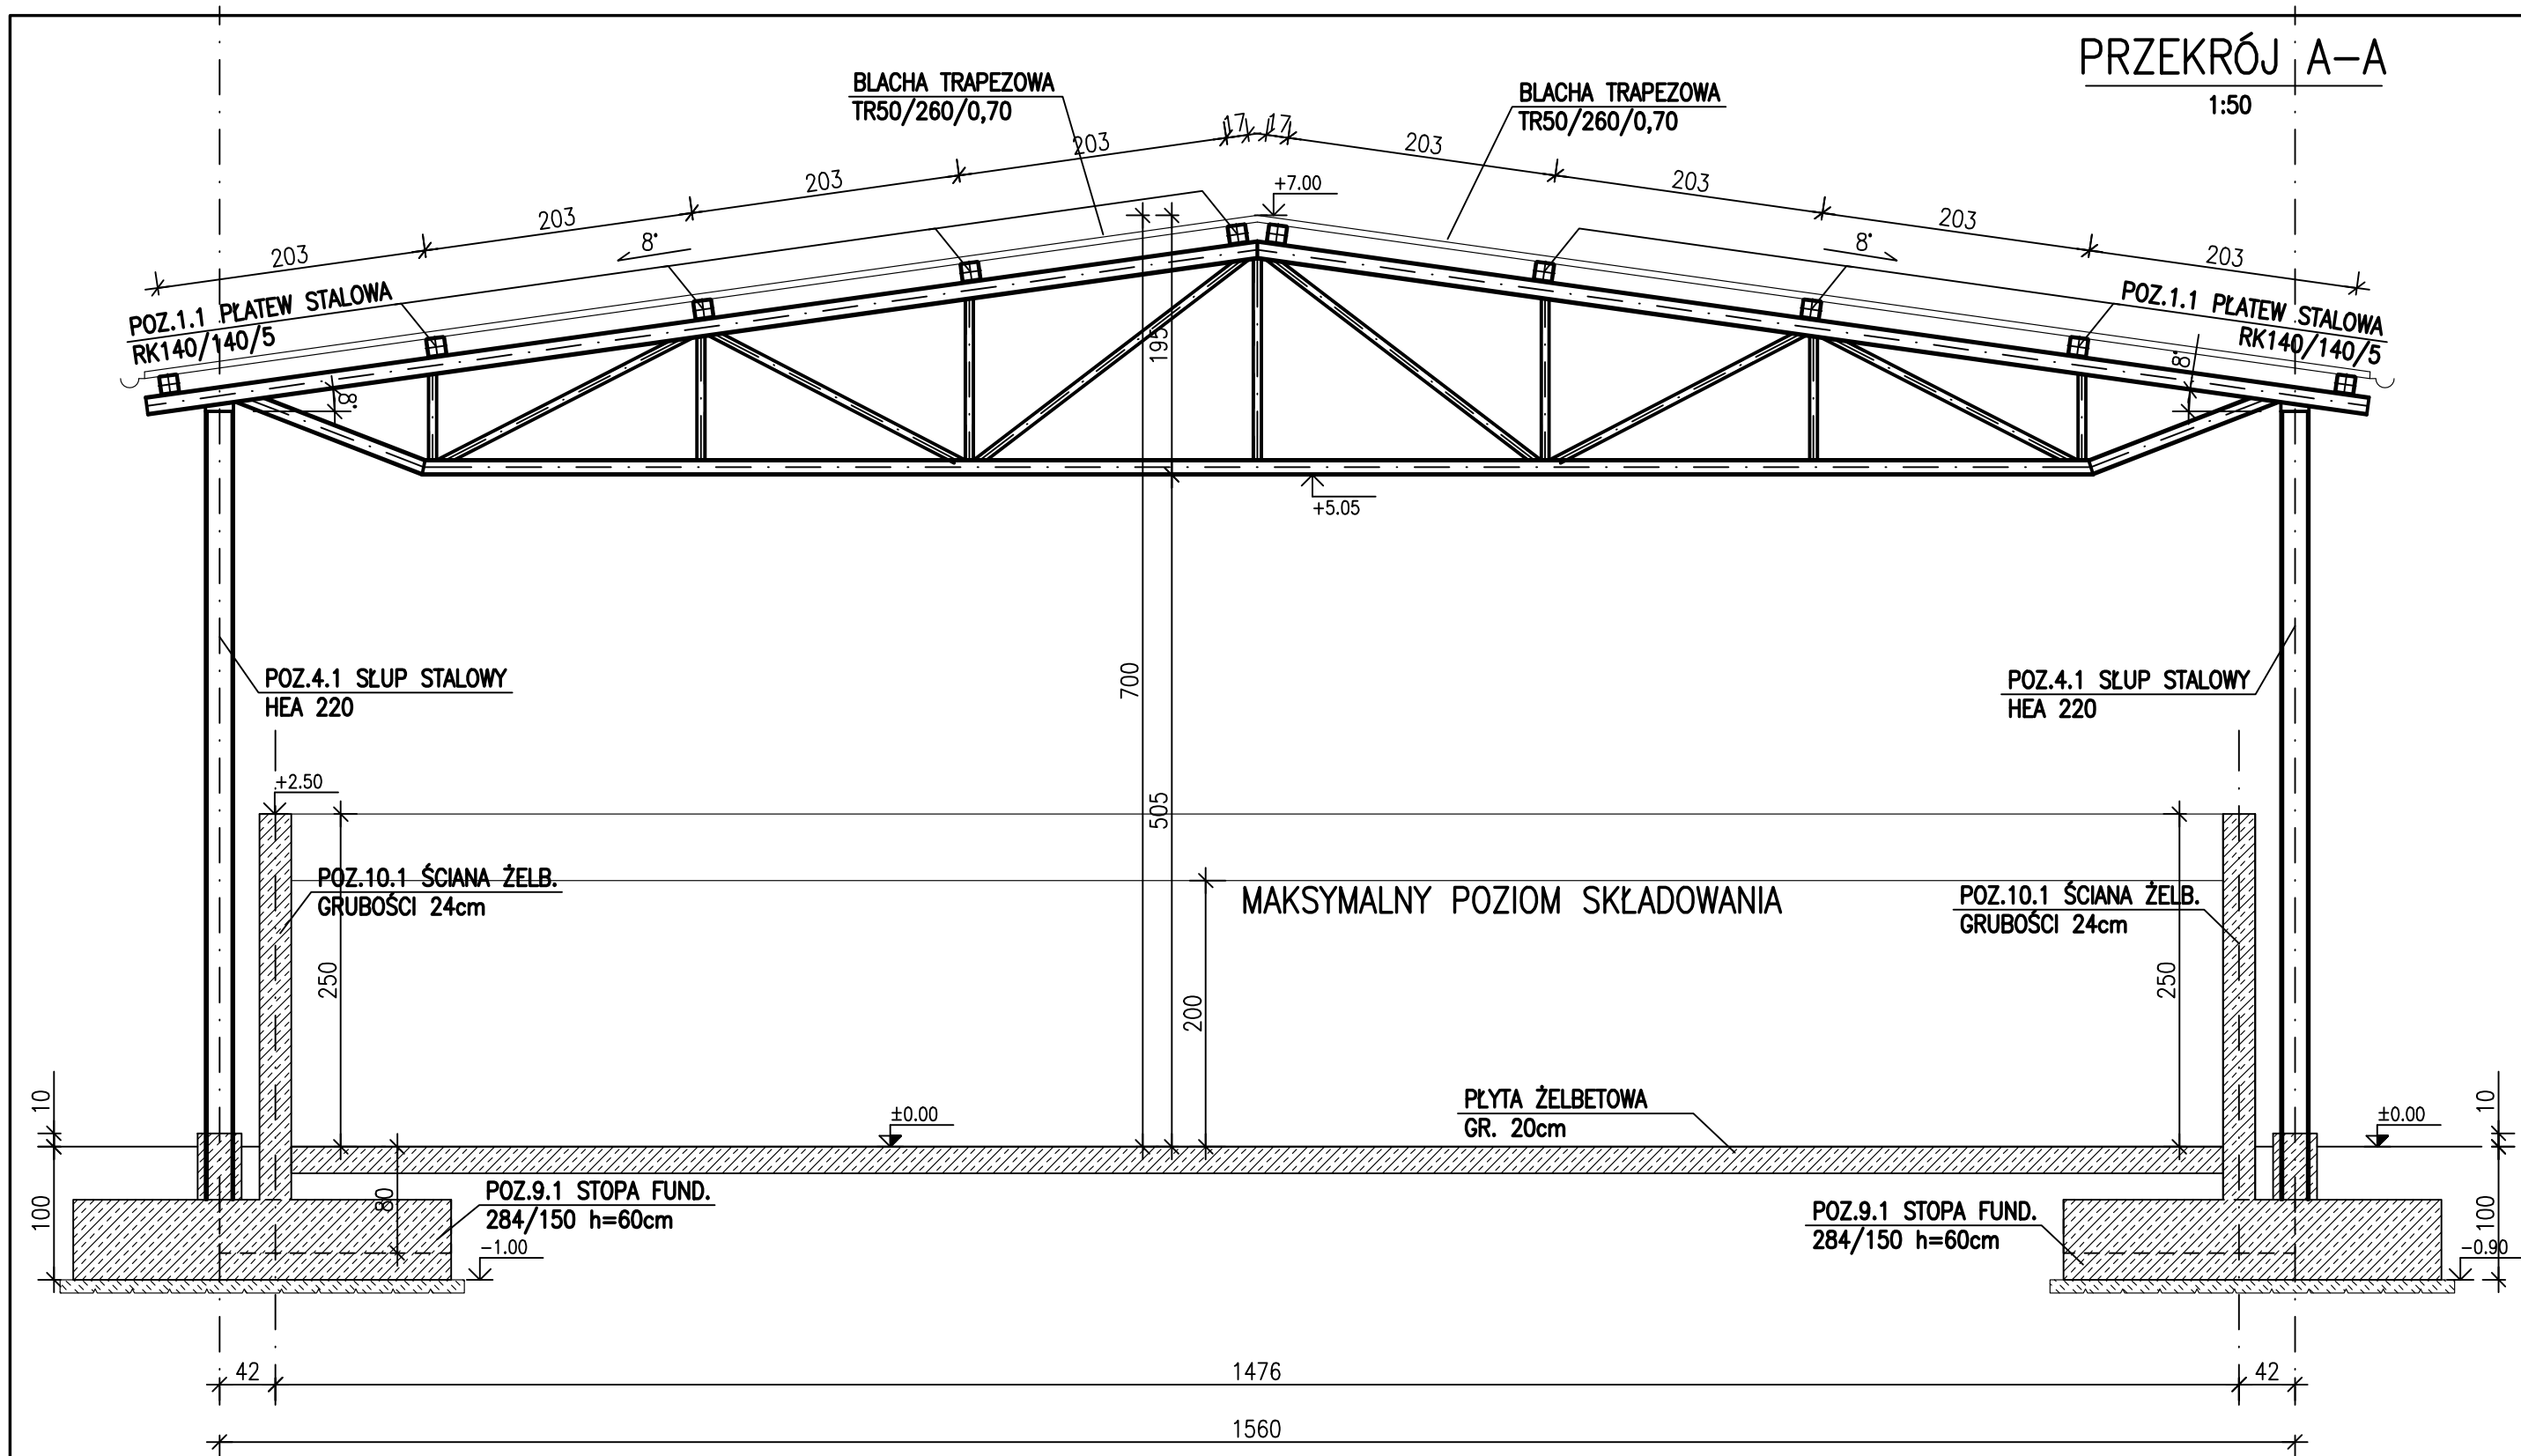 PRZEKRÓJ A-A
1:50
BLACHA TRAPEZOWA
TR50/260/0,70
BLACHA TRAPEZOWA
TR50/260/0,70
203
203
203
203
17
17
203
203
203
203
+7.00
8°
8°
POZ.1.1 PŁATEW STALOWA
RK140/140/5
POZ.1.1 PŁATEW STALOWA
RK140/140/5
8°
8°
195
+5.05
700
505
POZ.4.1 SŁUP STALOWY
HEA 220
POZ.4.1 SŁUP STALOWY
HEA 220
+2.50
POZ.10.1 ŚCIANA ŻELB.
GRUBOŚCI 24cm
MAKSYMALNY POZIOM SKŁADOWANIA
POZ.10.1 ŚCIANA ŻELB.
GRUBOŚCI 24cm
250
200
250
10
±0.00
PŁYTA ŻELBETOWA
GR. 20cm
±0.00
10
100
80
POZ.9.1 STOPA FUND.
284/150 h=60cm
-1.00
POZ.9.1 STOPA FUND.
284/150 h=60cm
-0.90
100
42
1476
42
1560